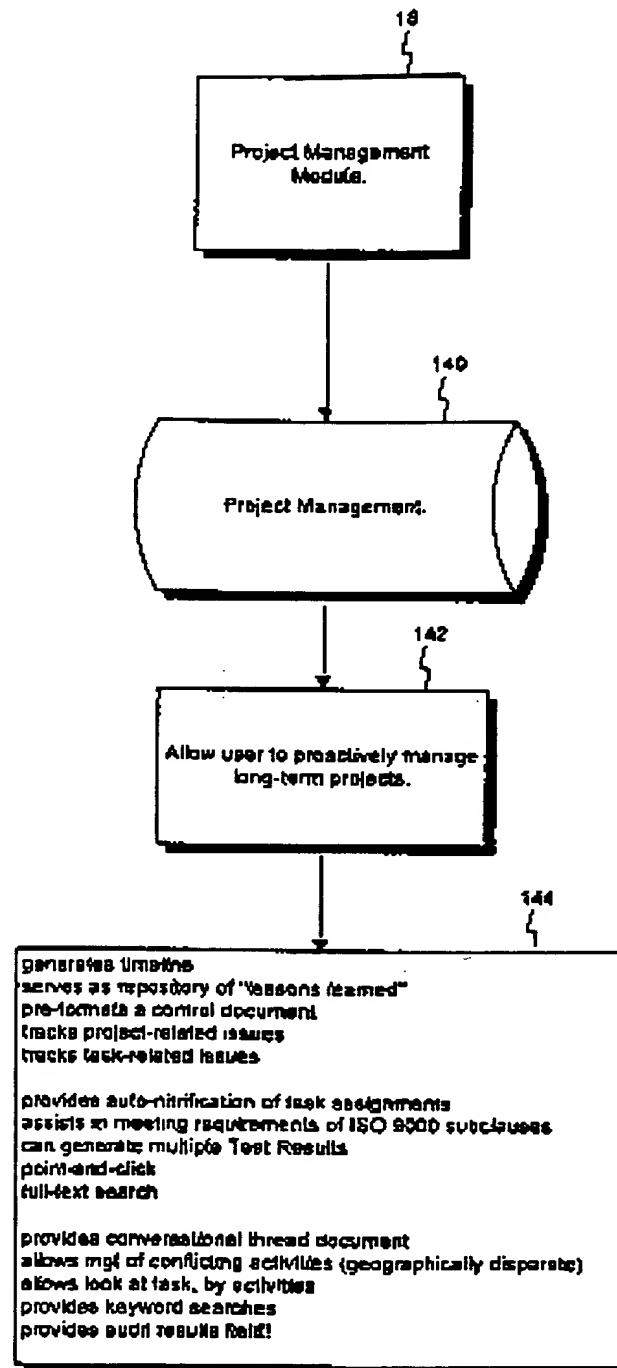 18
Project Management
Module.
140
Project Management.
142
Allow user to proactively manage
long-term projects.
144
generates timeline
serves as repository of "lessons learned"
pre-formats a control document
tracks project-related issues
tracks task-related issues
provides auto-nitrification of task assignments
assists in meeting requirements of ISO 9000 subclauses
can generate multiple Test Results
point-and-click
full-text search
provides conversational thread document
allows mgt of conflicting activities (geographically disparate)
allows look at task, by activities
provides keyword searches
provides audit results field!